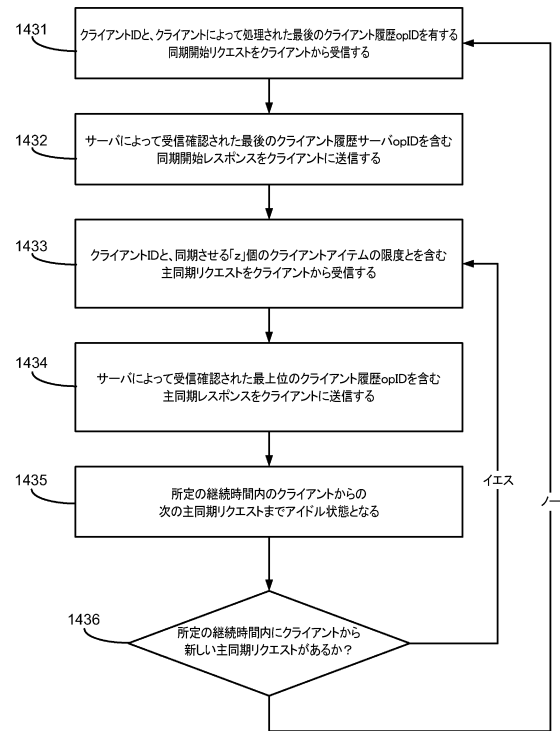 1431
クライアントIDと、クライアントによって処理された最後のクライアント履歴opIDを有する
同期開始リクエストをクライアントから受信する
1432
サーバによって受信確認された最後のクライアント履歴サーバopIDを含む
同期開始レスポンスをクライアントに送信する
1433
クライアントIDと、同期させる「z」個のクライアントアイテムの限度とを含む
主同期リクエストをクライアントから受信する
1434
サーバによって受信確認された最上位のクライアント履歴opIDを含む
主同期レスポンスをクライアントに送信する
1435
所定の継続時間内のクライアントからの
次の主同期リクエストまでアイドル状態となる
イエス
ノー
1436
所定の継続時間内にクライアントから
新しい主同期リクエストがあるか?